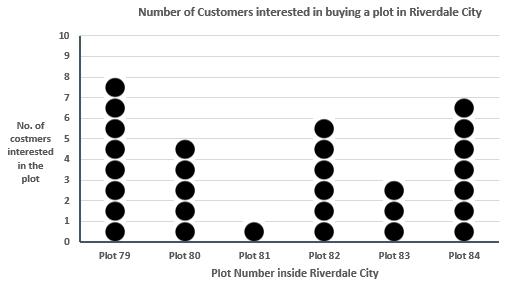 Number of Customers interested in buying a plot in Riverdale City
10
9
8
7
6
5
4
3
2
1
0
No. of
costmers
interested
in the
plot
Plot 79 Plot 80 Plot 81 Plot 82 Plot 83 Plot 84
Plot Number inside Riverdale City